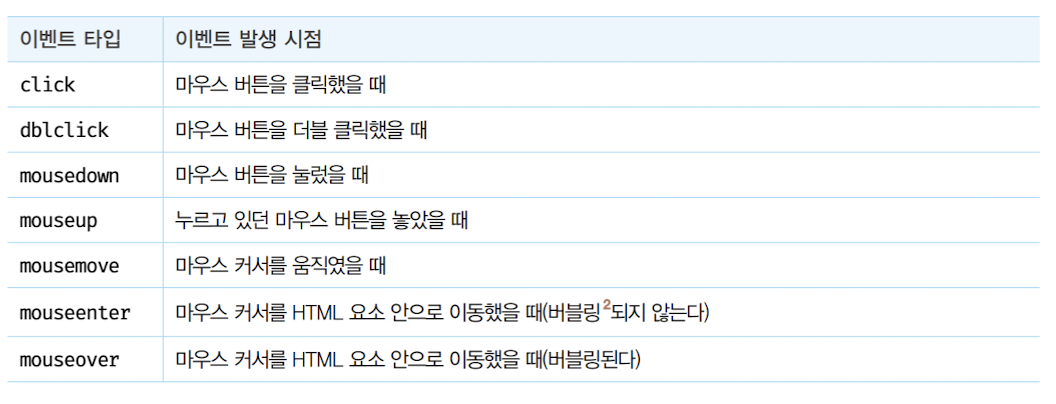 이벤트 타입 이벤트 발생 시점
click 마우스 버튼을 클릭했을 때
dblclick 마우스 버튼을 더블 클릭했을 때
mousedown 마우스 버튼을 눌렀을 때
mouseup 누르고 있던 마우스 버튼을 놓았을 때
mousemove 마우스 커서를 움직였을 때
mouseenter 마우스 커서를 HTML 요소 안으로 이동했을 때(버블링2되지 않는다)
mouseover 마우스 커서를 HTML 요소 안으로 이동했을 때(버블링된다)